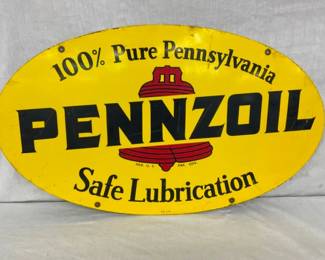 100% Pure Pennsylvania
PENNZOIL
Safe Lubrication